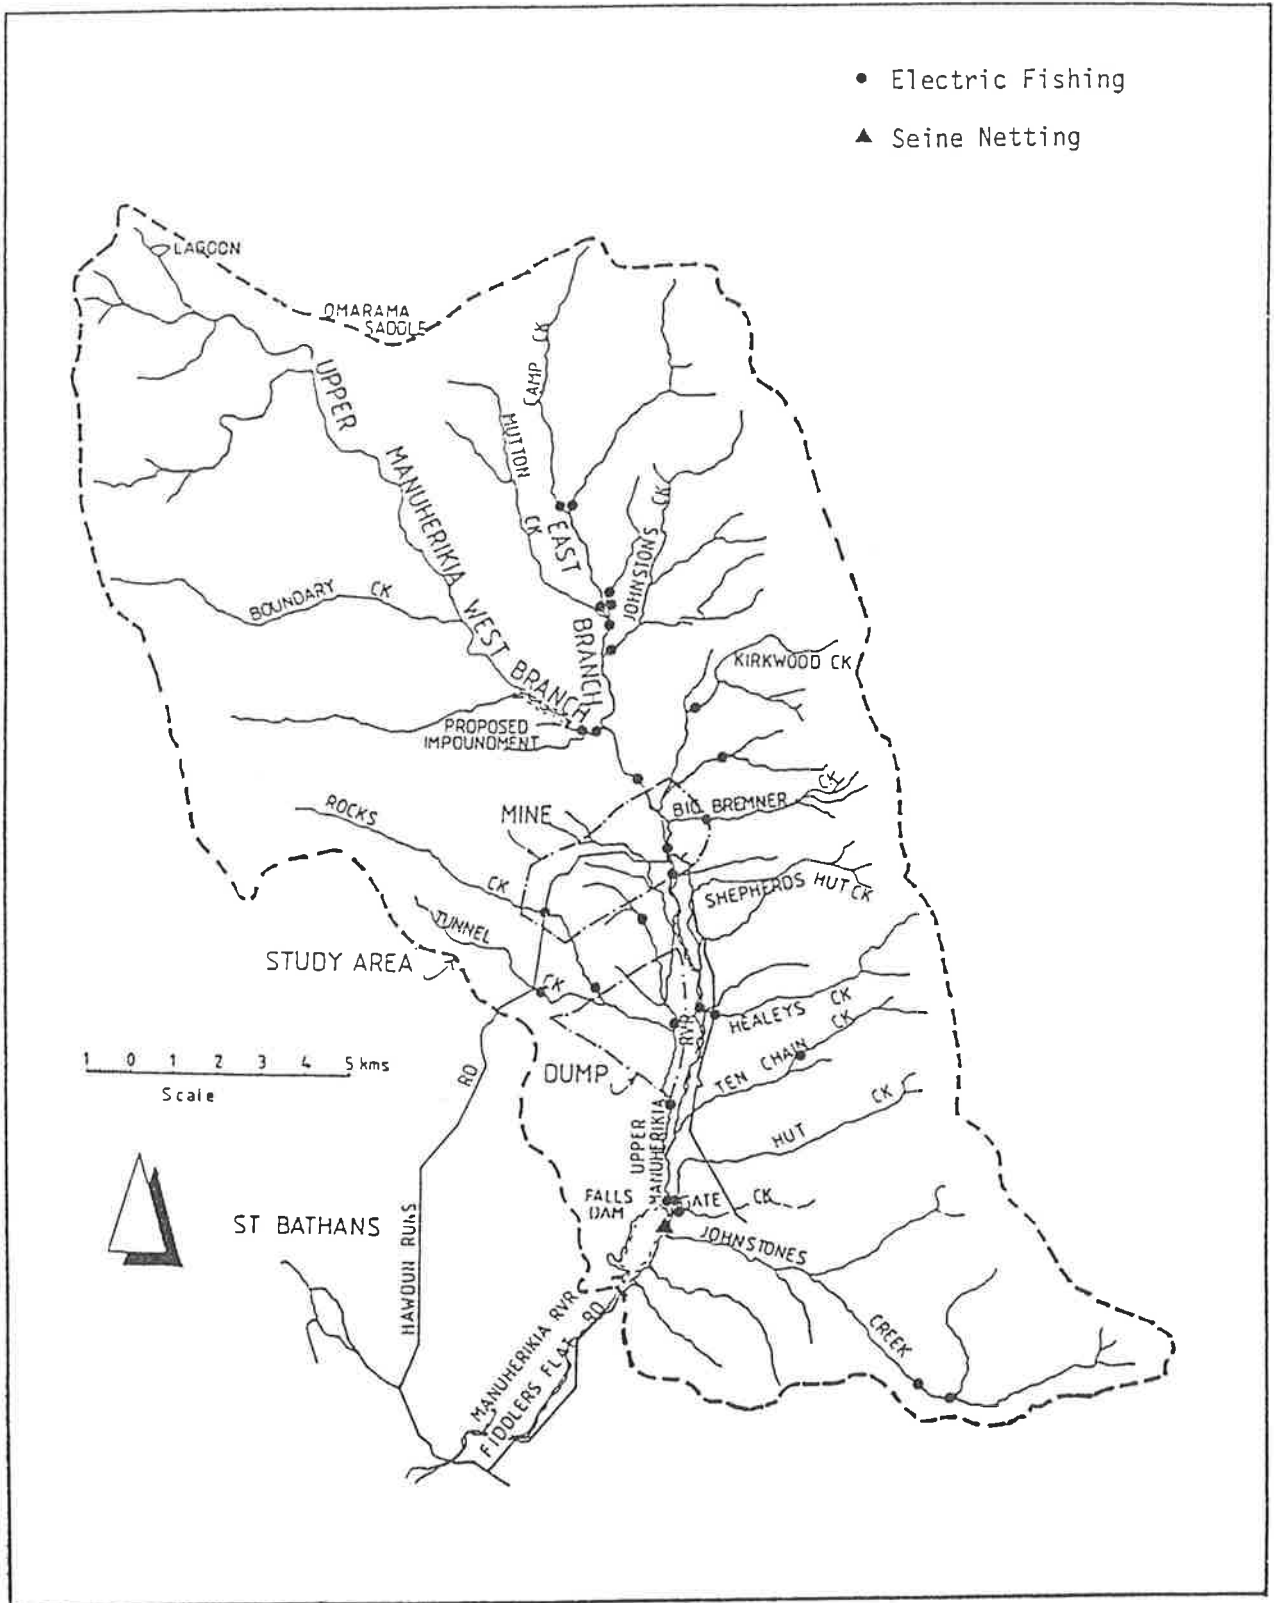 Electric Fishing
Seine Netting
LAGOON
OMARAMA
SADDLE
UPPER
MANUHERIKIA
WEST BRANCH
CAMP CK
MUTTON
CK
EAST
BRANCH
JOHNSTONS
CK
BOUNDARY CK
KIRKWOOD CK
PROPOSED
IMPOUNDMENT
BIG BREMNER
CK
ROCKS
CK
MINE
SHEPHERDS HUT CK
TUNNEL
CK
STUDY AREA
RVR
HEALEYS CK
TEN CHAIN
CK
1 0 1 2 3 4 5 kms
Scale
RD
DUMP
HUT
CK
UPPER
MANUHERIKIA
FALLS
DAM
CK
ST BATHANS
HAWDUN RUNS
JOHNSTONES
CREEK
MANUHERIKIA RVR
FIDDLERS FLAT RD